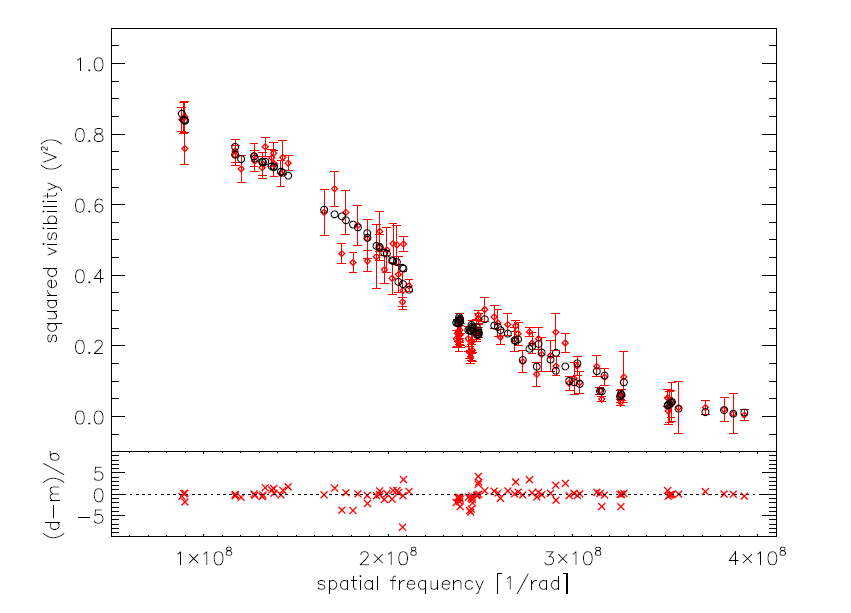 1.0
0.8
0.6
0.4
0.2
0.0
squared visibility (V²)
5
0
−5
(d−m)/σ
1×10⁸ 2×10⁸ 3×10⁸ 4×10⁸
spatial frequency [1/rad]